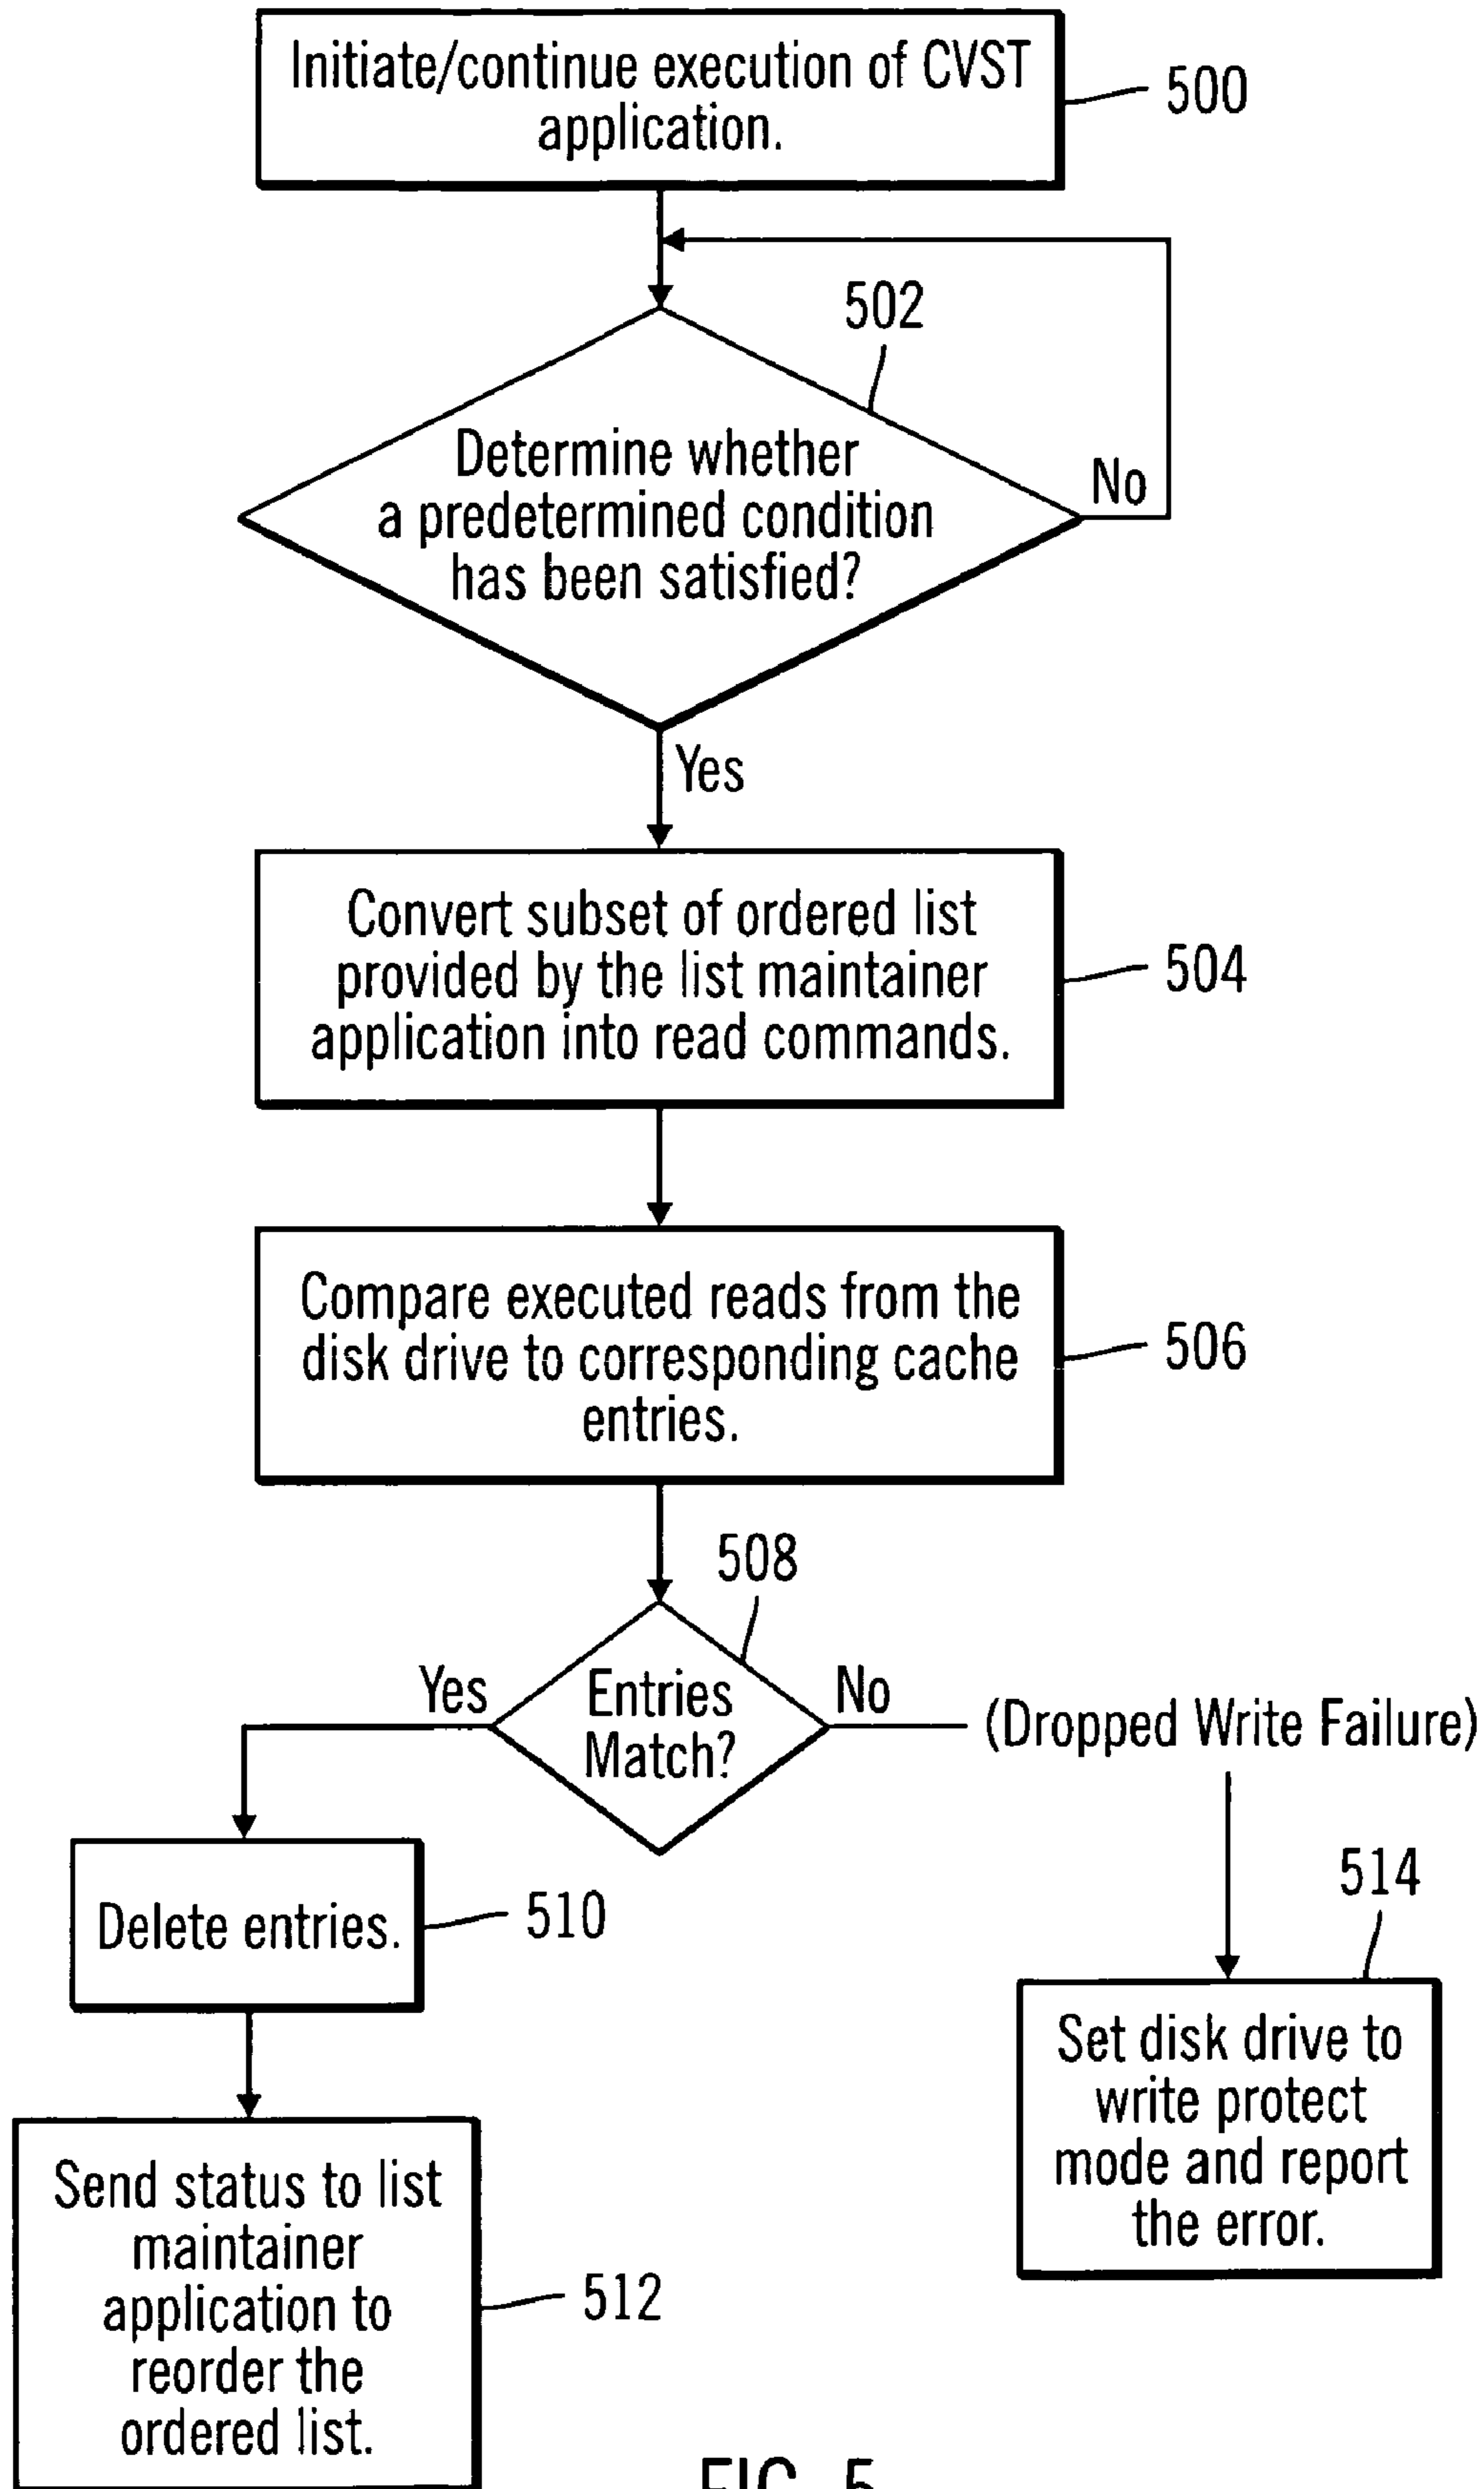 Initiate/continue execution of CVST
application.
500
502
Determine whether
a predetermined condition
has been satisfied?
No
Yes
Convert subset of ordered list
provided by the list maintainer
application into read commands.
504
Compare executed reads from the
disk drive to corresponding cache
entries.
506
508
Yes
Entries
Match?
No
(Dropped Write Failure)
Delete entries.
510
514
Set disk drive to
write protect
mode and report
the error.
Send status to list
maintainer
application to
reorder the
ordered list.
512
FIG. 5